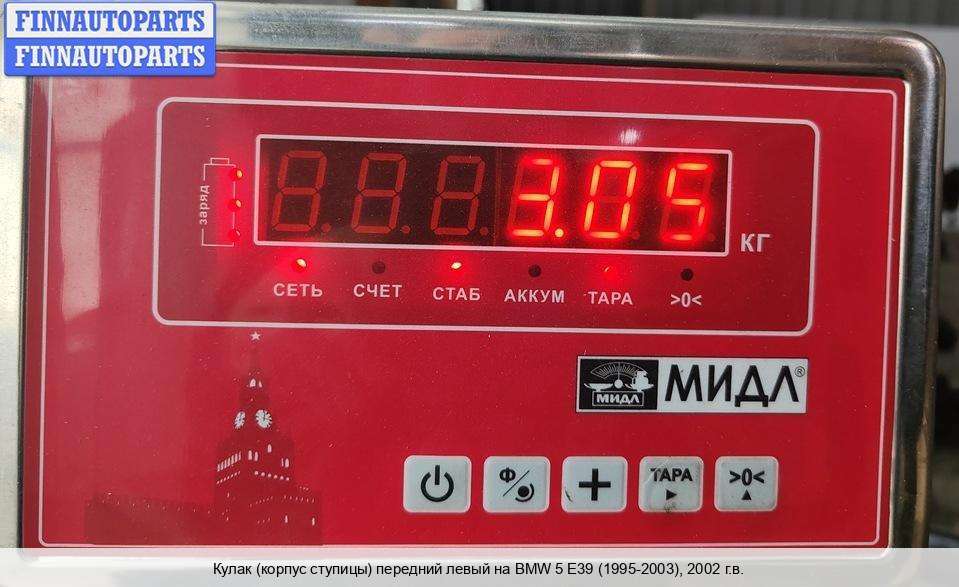 FINNAUTOPARTS
FINNAUTOPARTS
заряд
3.05
КГ
СЕТЬ СЧЕТ СТАБ АККУМ ТАРА >0<
МИДЛ
МИДЛ®
Ф ТАРА >0<
Кулак (корпус ступицы) передний левый на BMW 5 E39 (1995-2003), 2002 г.в.